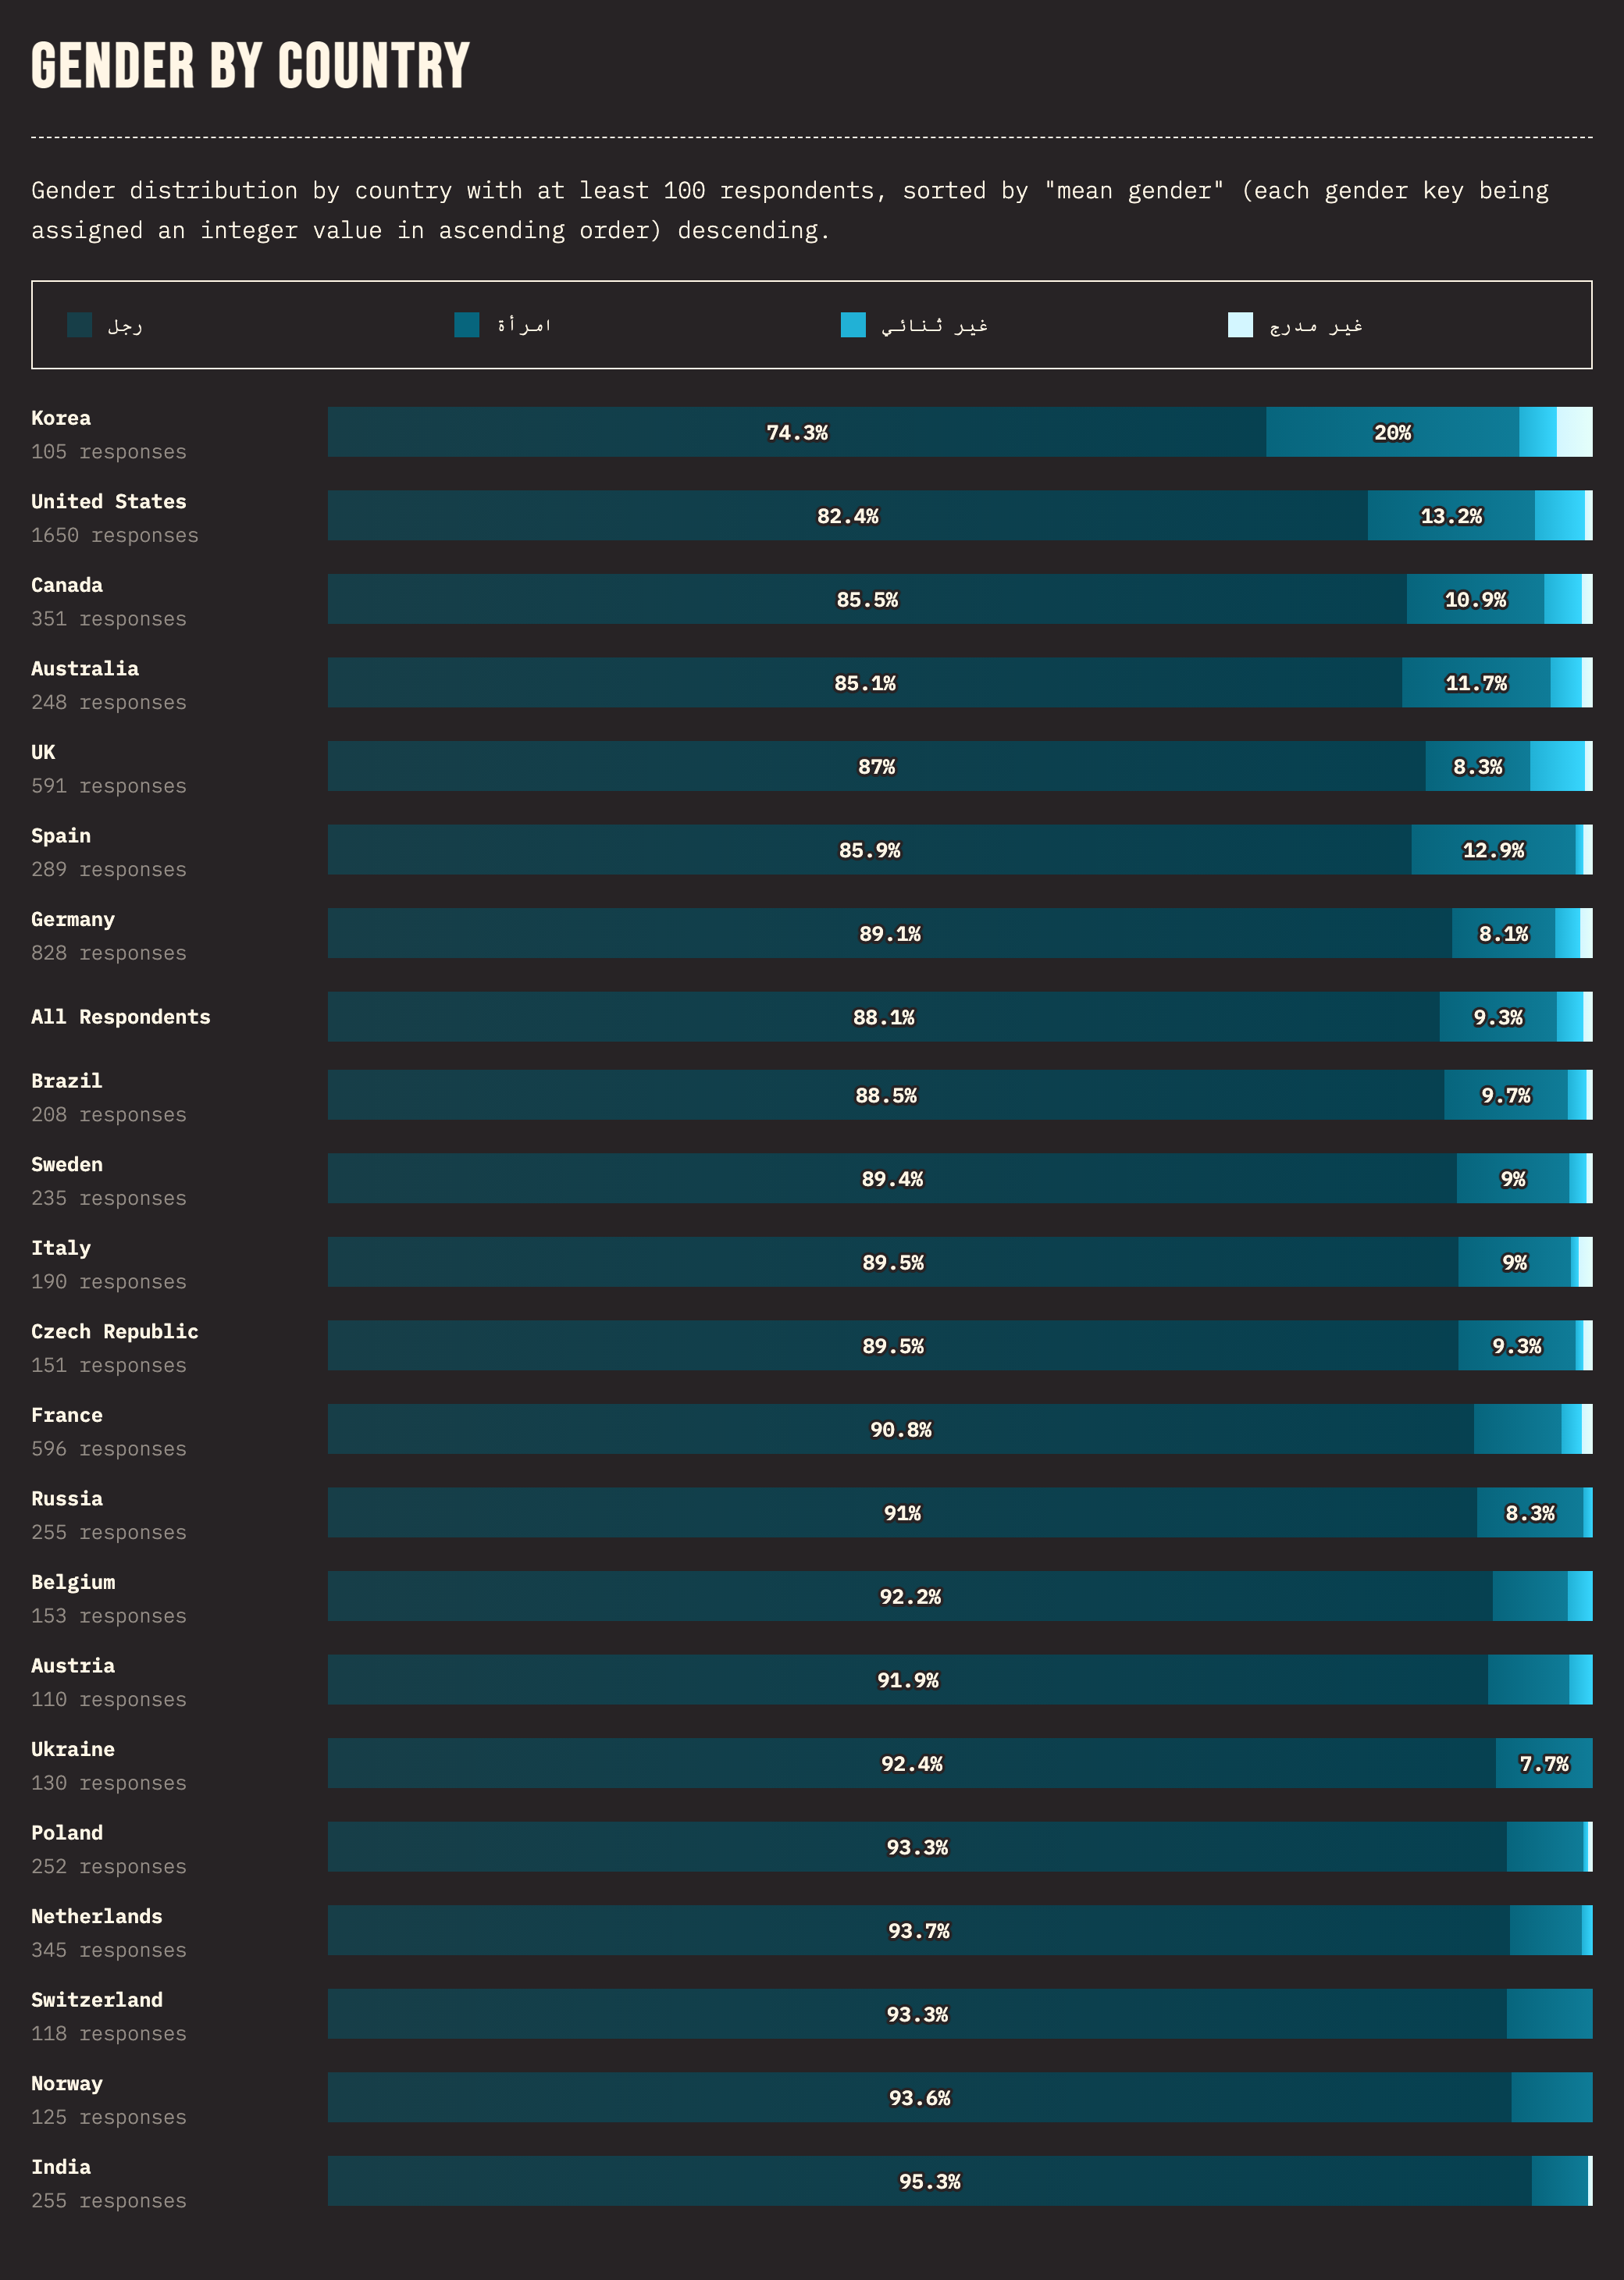 GENDER BY COUNTRY
Gender distribution by country with at least 100 respondents, sorted by "mean gender" (each gender key being
assigned an integer value in ascending order) descending.
رجل
امرأة
غير ثنائي
غير مدرج
Korea
105 responses
74.3%
20%
United States
1650 responses
82.4%
13.2%
Canada
351 responses
85.5%
10.9%
Australia
248 responses
85.1%
11.7%
UK
591 responses
87%
8.3%
Spain
289 responses
85.9%
12.9%
Germany
828 responses
89.1%
8.1%
All Respondents
88.1%
9.3%
Brazil
208 responses
88.5%
9.7%
Sweden
235 responses
89.4%
9%
Italy
190 responses
89.5%
9%
Czech Republic
151 responses
89.5%
9.3%
France
596 responses
90.8%
Russia
255 responses
91%
8.3%
Belgium
153 responses
92.2%
Austria
110 responses
91.9%
Ukraine
130 responses
92.4%
7.7%
Poland
252 responses
93.3%
Netherlands
345 responses
93.7%
Switzerland
118 responses
93.3%
Norway
125 responses
93.6%
India
255 responses
95.3%